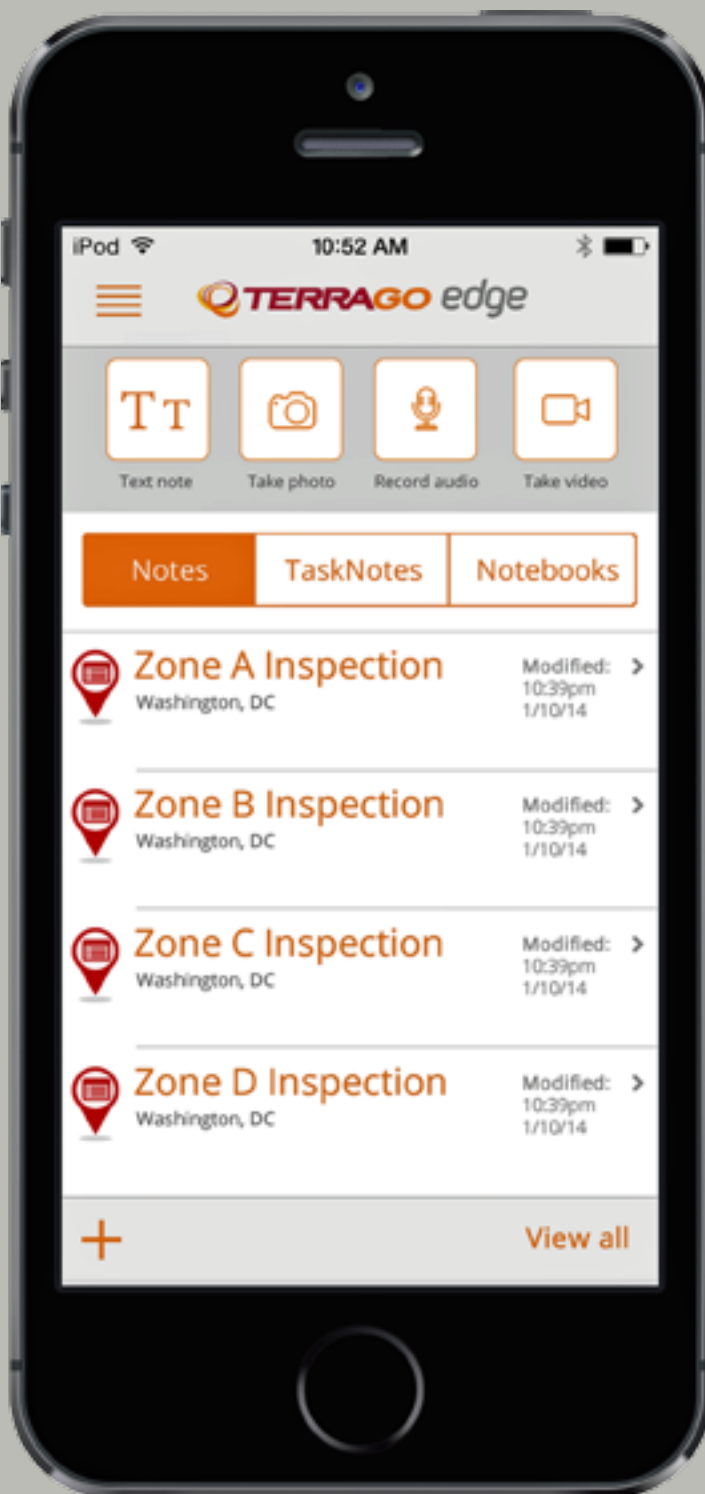 iPod 10:52 AM
TERRAGO edge
TT
Text note Take photo Record audio Take video
Notes TaskNotes Notebooks
Zone A Inspection
Washington, DC
Modified:
10:39pm
1/10/14
Zone B Inspection
Washington, DC
Modified:
10:39pm
1/10/14
Zone C Inspection
Washington, DC
Modified:
10:39pm
1/10/14
Zone D Inspection
Washington, DC
Modified:
10:39pm
1/10/14
View all